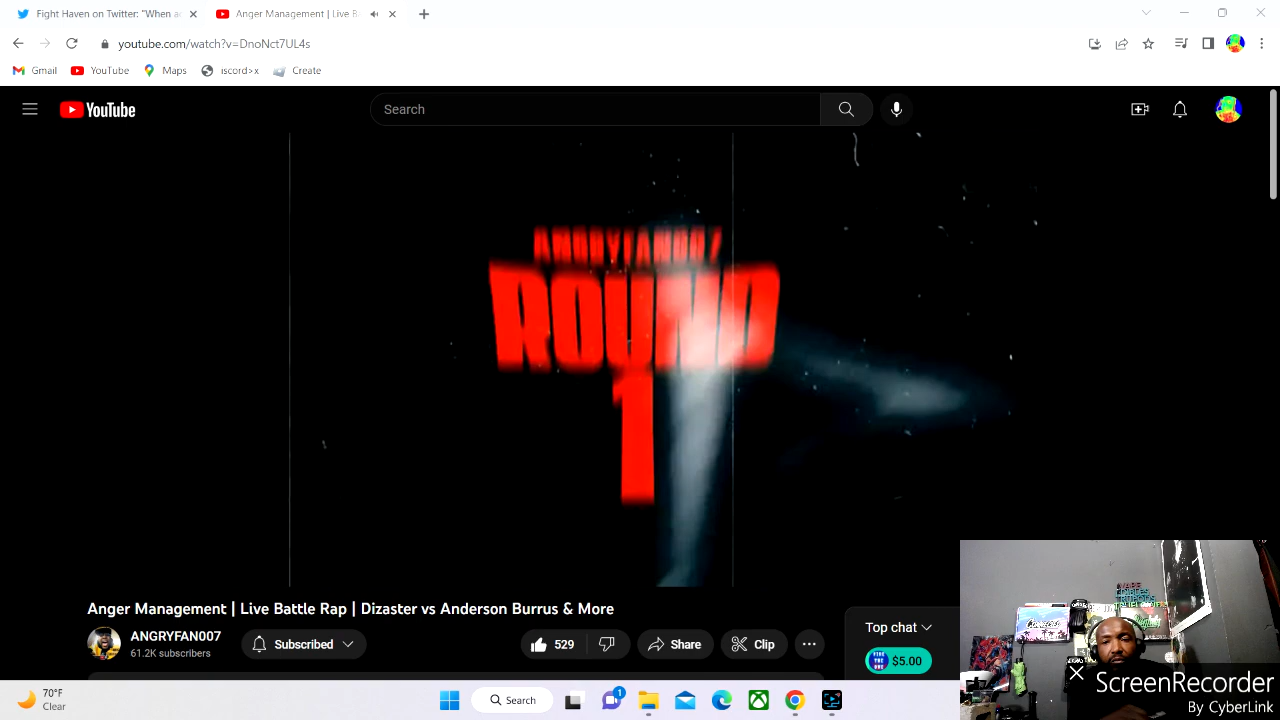 Fight Haven on Twitter: "When a
Anger Management | Live B
youtube.com/watch?v=DnoNct7UL4s
Gmail
YouTube
Maps
iscord>x
Create
YouTube
Search
ANGRYFAN007
ROUND
1
Anger Management | Live Battle Rap | Dizaster vs Anderson Burrus & More
ANGRYFAN007
61.2K subscribers
Subscribed
529
Share
Clip
Top chat
$5.00
ScreenRecorder
By CyberLink
70°F
Clear
Search
1